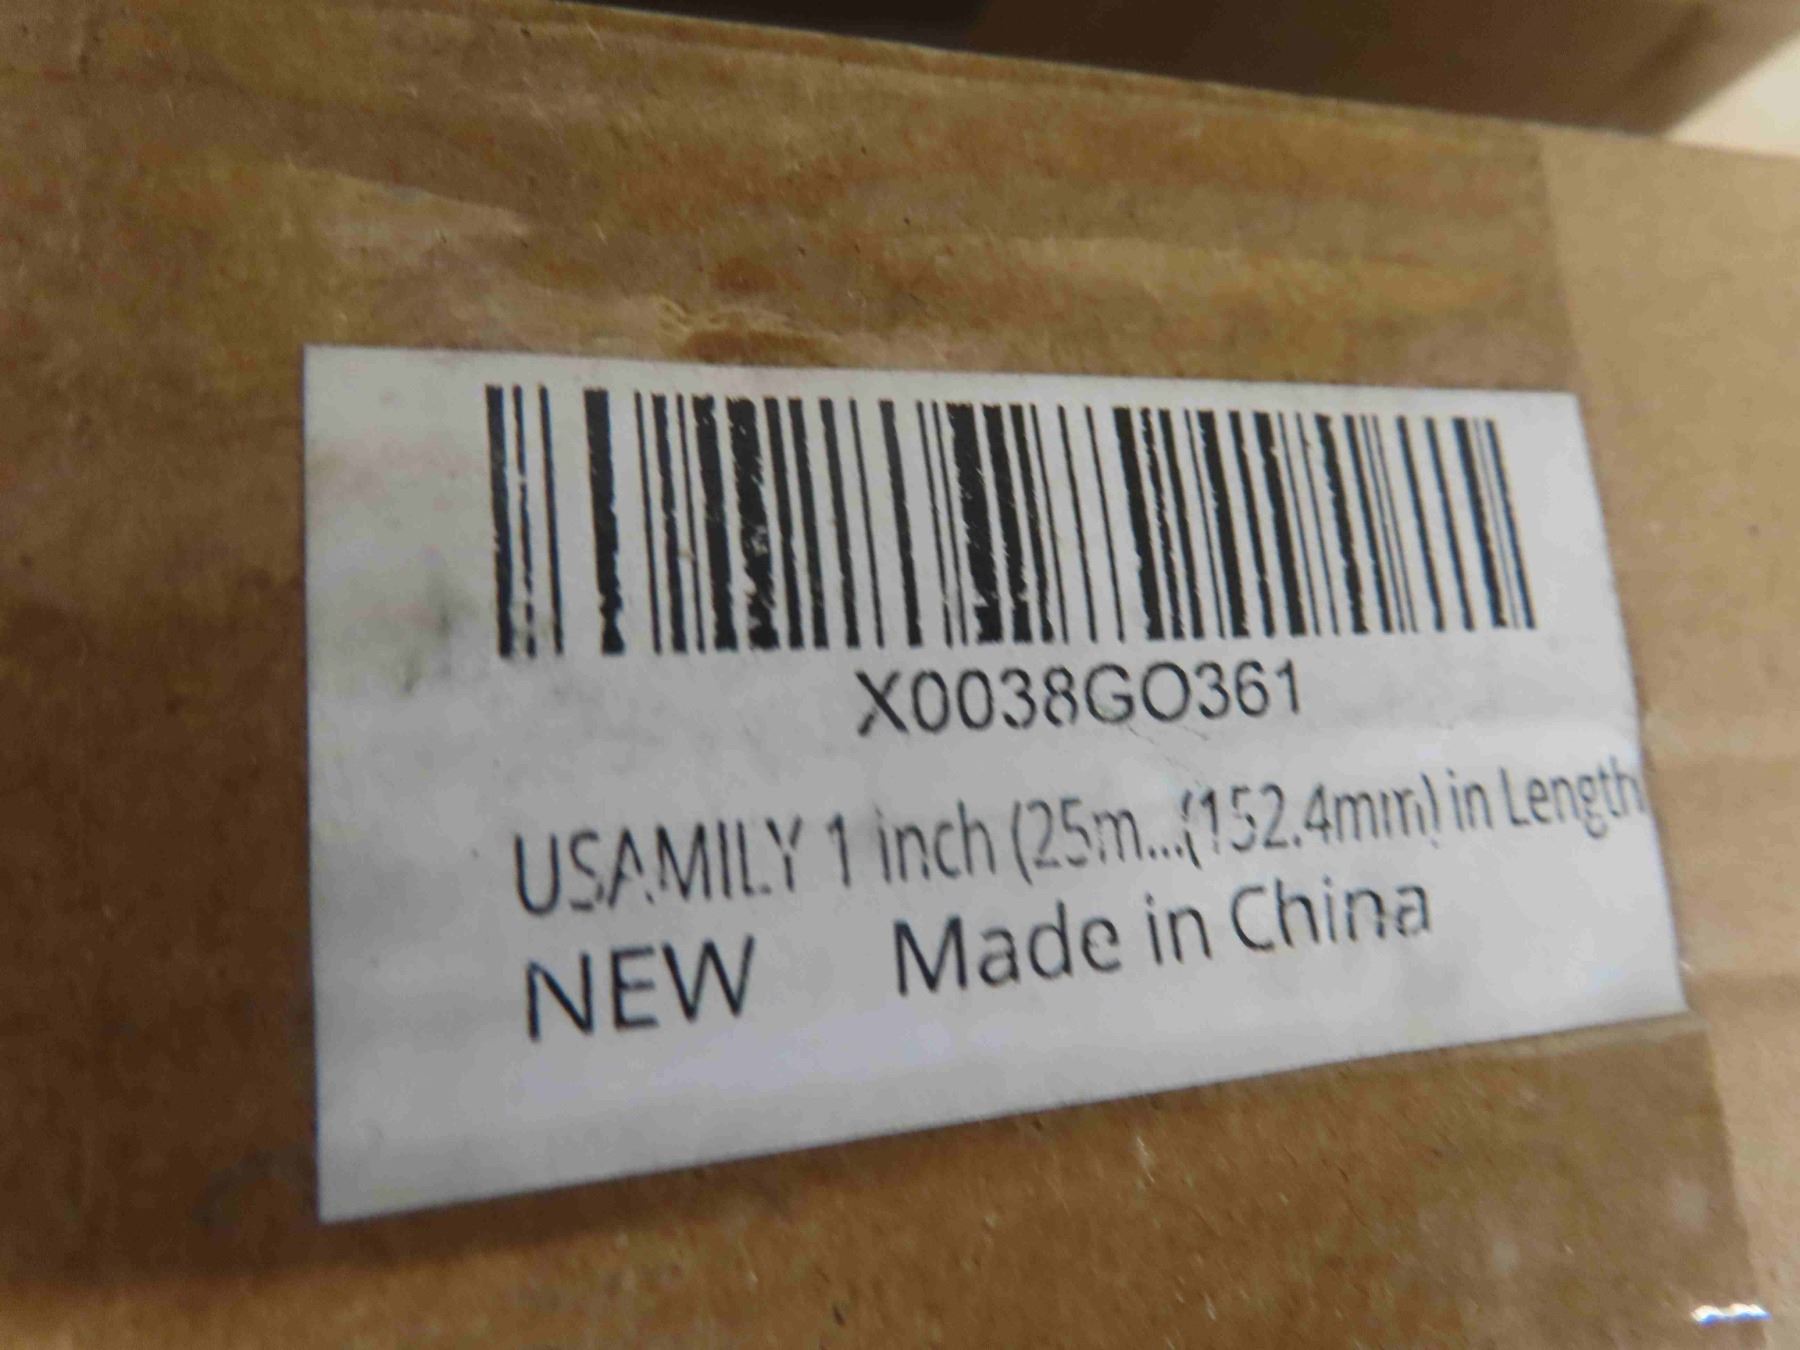 X0038GO361
USAMILY 1 inch (25m...(152.4mm) in Length
NEW Made in China